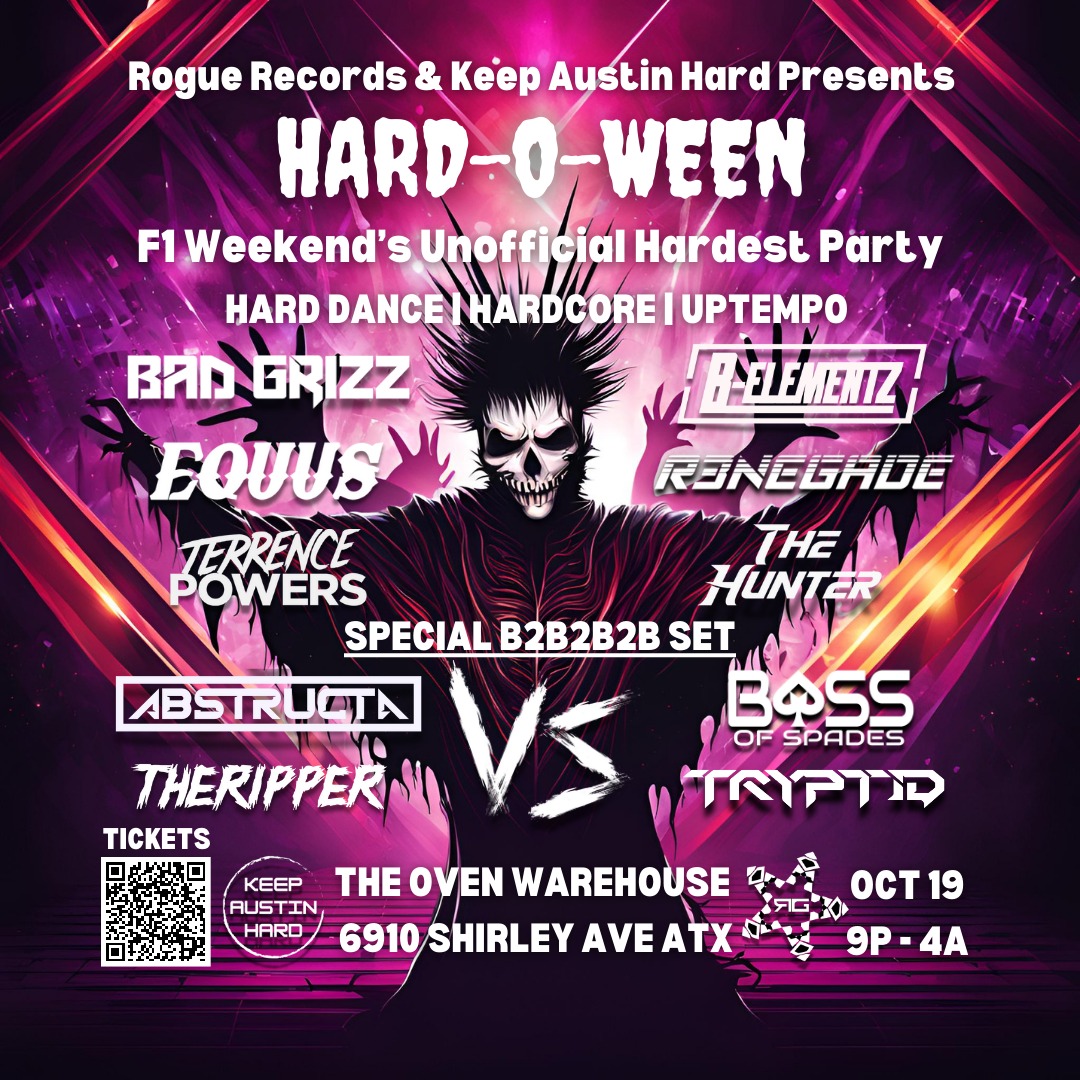 Rogue Records & Keep Austin Hard Presents
HARD-O-WEEN
F1 Weekend's Unofficial Hardest Party
HARD DANCE | HARDCORE | UPTEMPO
BAD GRIZZ
B-ELEMENTZ
EQUUS
R3NEGADE
TERRENCE
POWERS
THE
HUNTER
SPECIAL B2B2B2B SET
ABSTRUCTA
VS
BOSS
OF SPADES
THERIPPER
TRYPTID
TICKETS
KEEP
AUSTIN
HARD
THE OVEN WAREHOUSE
6910 SHIRLEY AVE ATX
RG
OCT 19
9P - 4A